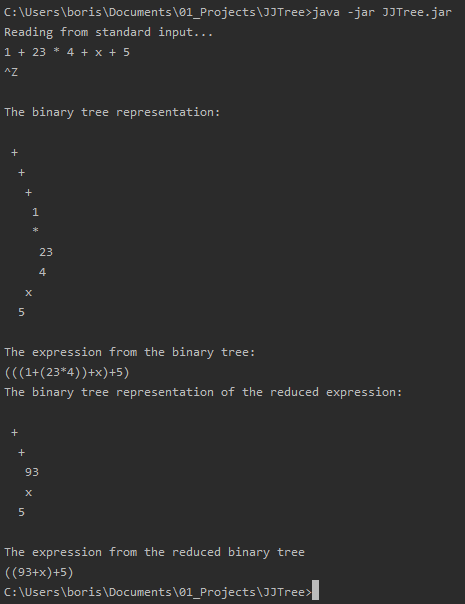 C:\Users\boris\Documents\01_Projects\JJTree>java -jar JJTree.jar
Reading from standard input...
1 + 23 * 4 + x + 5
^Z
The binary tree representation:
+
+
+
1
*
23
4
x
5
The expression from the binary tree:
(((1+(23*4))+x)+5)
The binary tree representation of the reduced expression:
+
+
93
x
5
The expression from the reduced binary tree
((93+x)+5)
C:\Users\boris\Documents\01_Projects\JJTree>